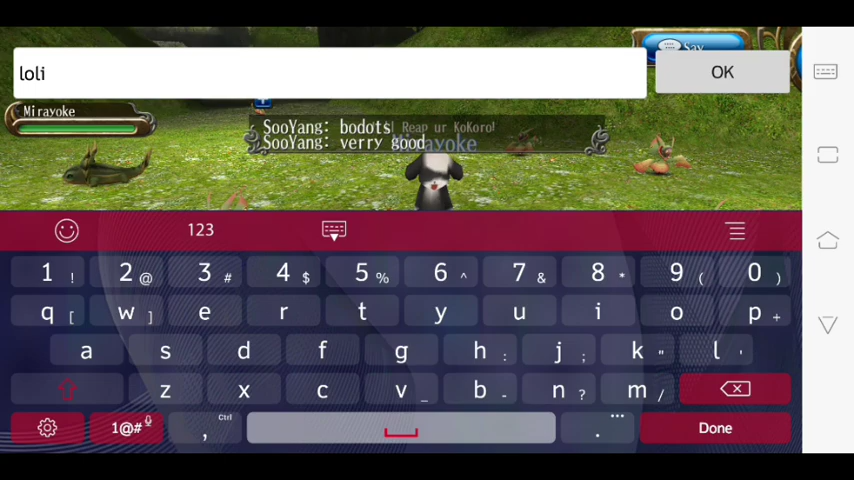 Say
loli
OK
Mirayoke
SooYang: bodots
l Reap ur KoKoro!
SooYang: verry good
Mirayoke
123
1 ! 2 @ 3 # 4 $ 5 % 6 ^ 7 & 8 * 9 ( 0 )
q [ w ] e r t y u i o p +
a s d f g h : j ; k " l '
z x c v _ b - n ? m /
1@# , Ctrl . ... Done